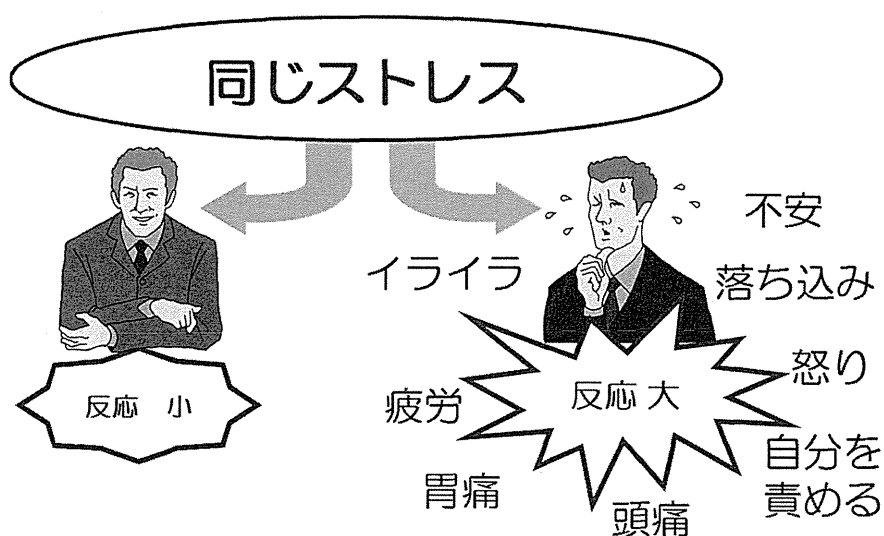 同じストレス
不安
イライラ
落ち込み
怒り
反応 小
疲労
反応 大
自分を
責める
胃痛
頭痛